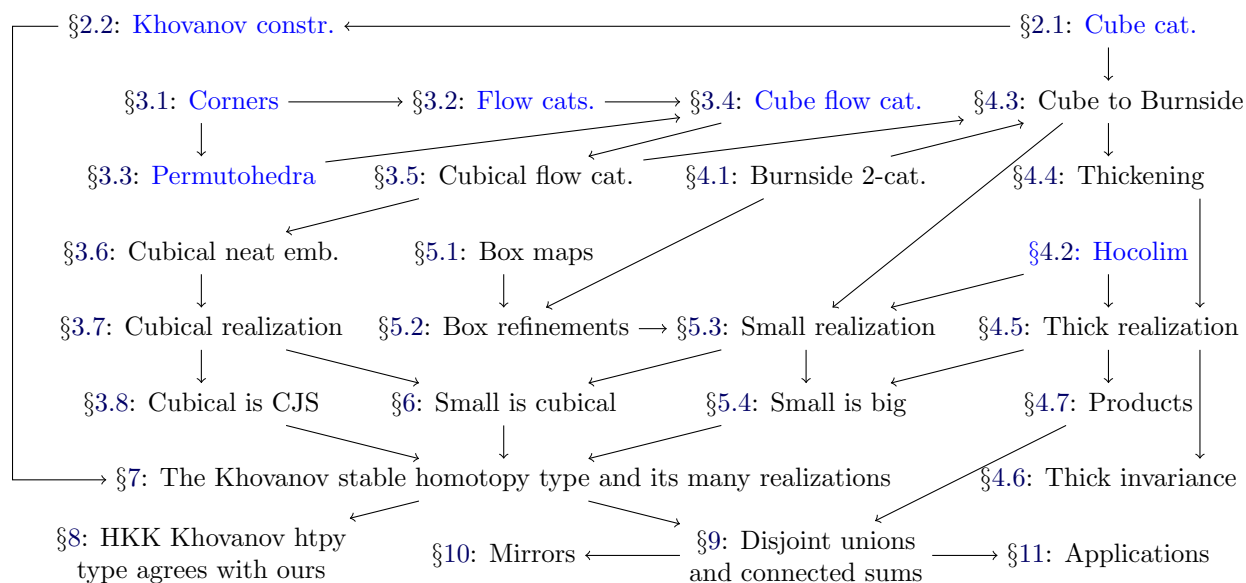 §2.2: Khovanov constr.
§2.1: Cube cat.
§3.1: Corners
§3.2: Flow cats.
§3.4: Cube flow cat.
§4.3: Cube to Burnside
§3.3: Permutohedra
§3.5: Cubical flow cat.
§4.1: Burnside 2-cat.
§4.4: Thickening
§3.6: Cubical neat emb.
§5.1: Box maps
§4.2: Hocolim
§3.7: Cubical realization
§5.2: Box refinements
§5.3: Small realization
§4.5: Thick realization
§3.8: Cubical is CJS
§6: Small is cubical
§5.4: Small is big
§4.7: Products
§7: The Khovanov stable homotopy type and its many realizations
§4.6: Thick invariance
§8: HKK Khovanov htpy
type agrees with ours
§10: Mirrors
§9: Disjoint unions
and connected sums
§11: Applications